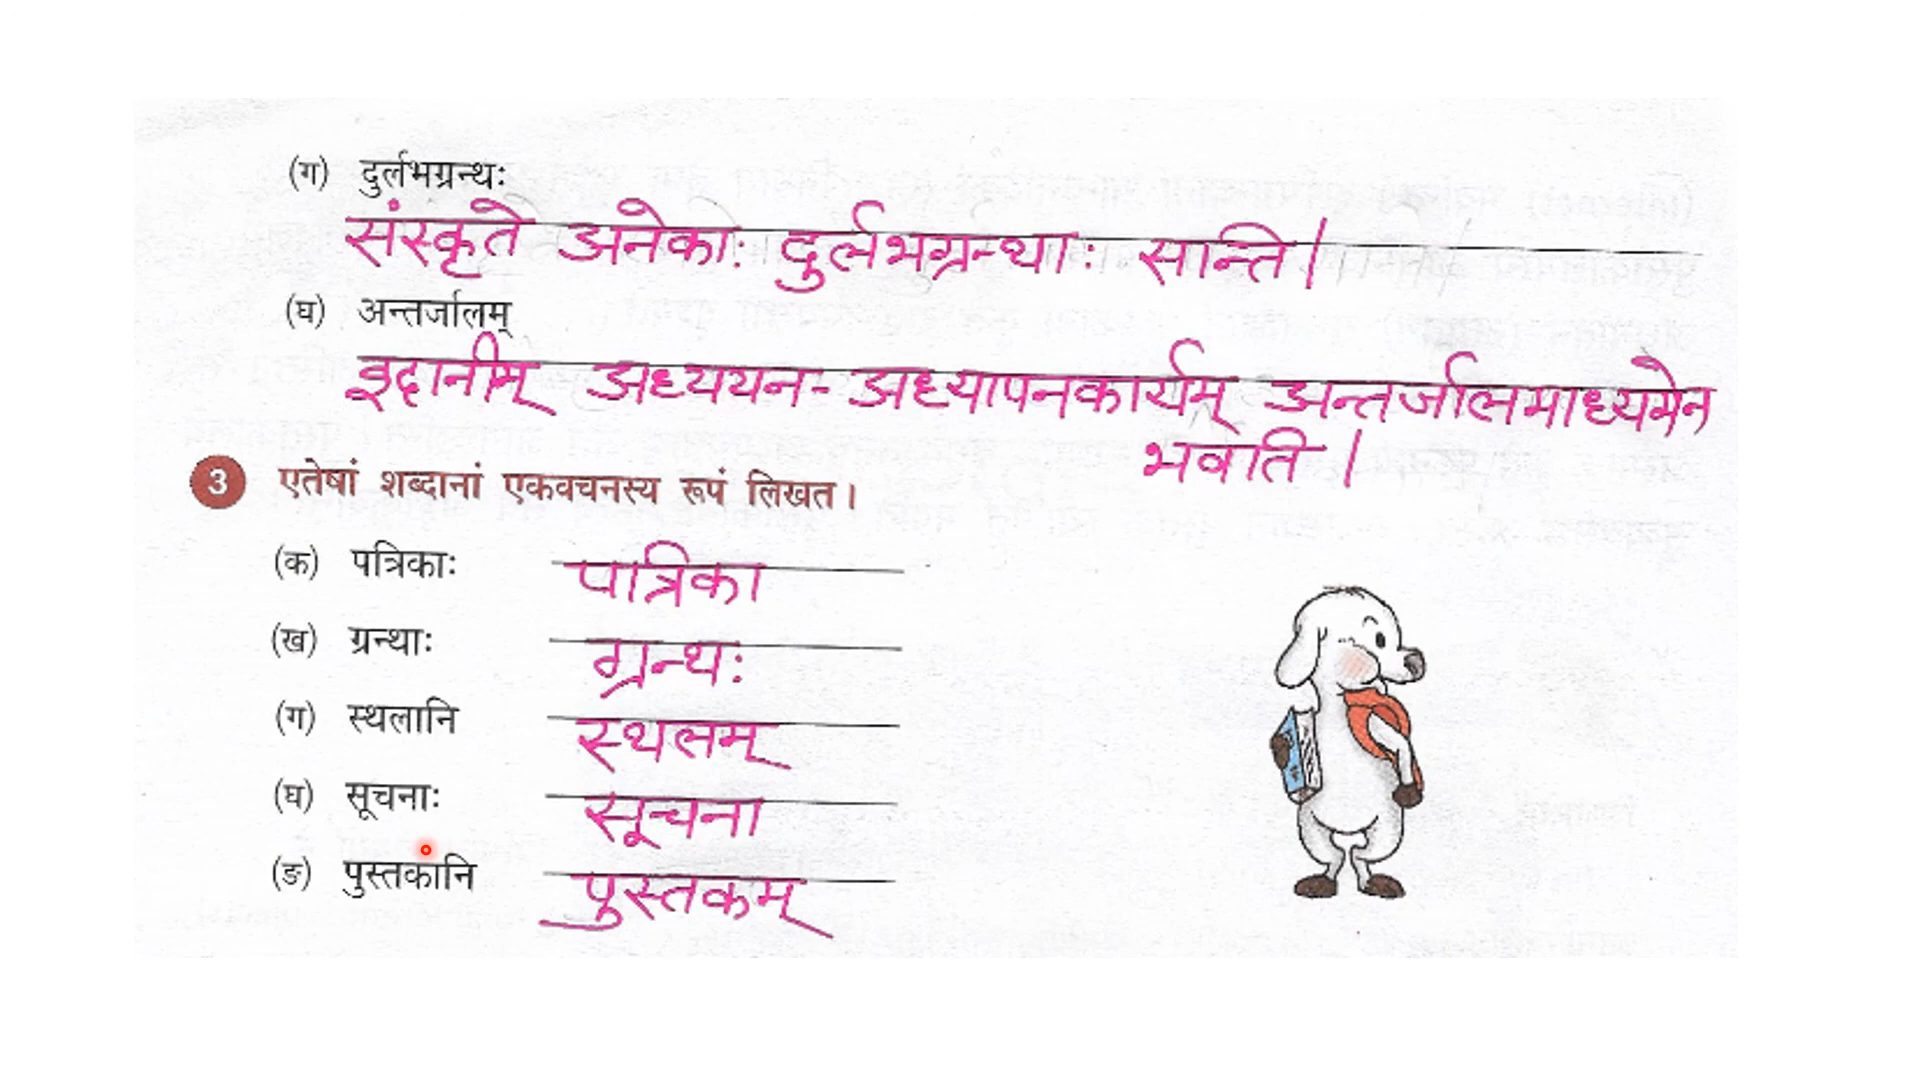 (ग) दुर्लभग्रन्थः
संस्कृते अनेकाः दुर्लभग्रन्थाः सान्ति।
(घ) अन्तर्जालम्
इदानीम् अध्ययन-अध्यापनकार्यम् अन्तर्जालमाध्यमेन
भवति।
3 एतेषां शब्दानां एकवचनस्य रूपं लिखत।
(क) पत्रिकाः पत्रिका
(ख) ग्रन्थाः ग्रन्थः
(ग) स्थलानि स्थलम्
(घ) सूचनाः सूचना
(ङ) पुस्तकानि पुस्तकम्